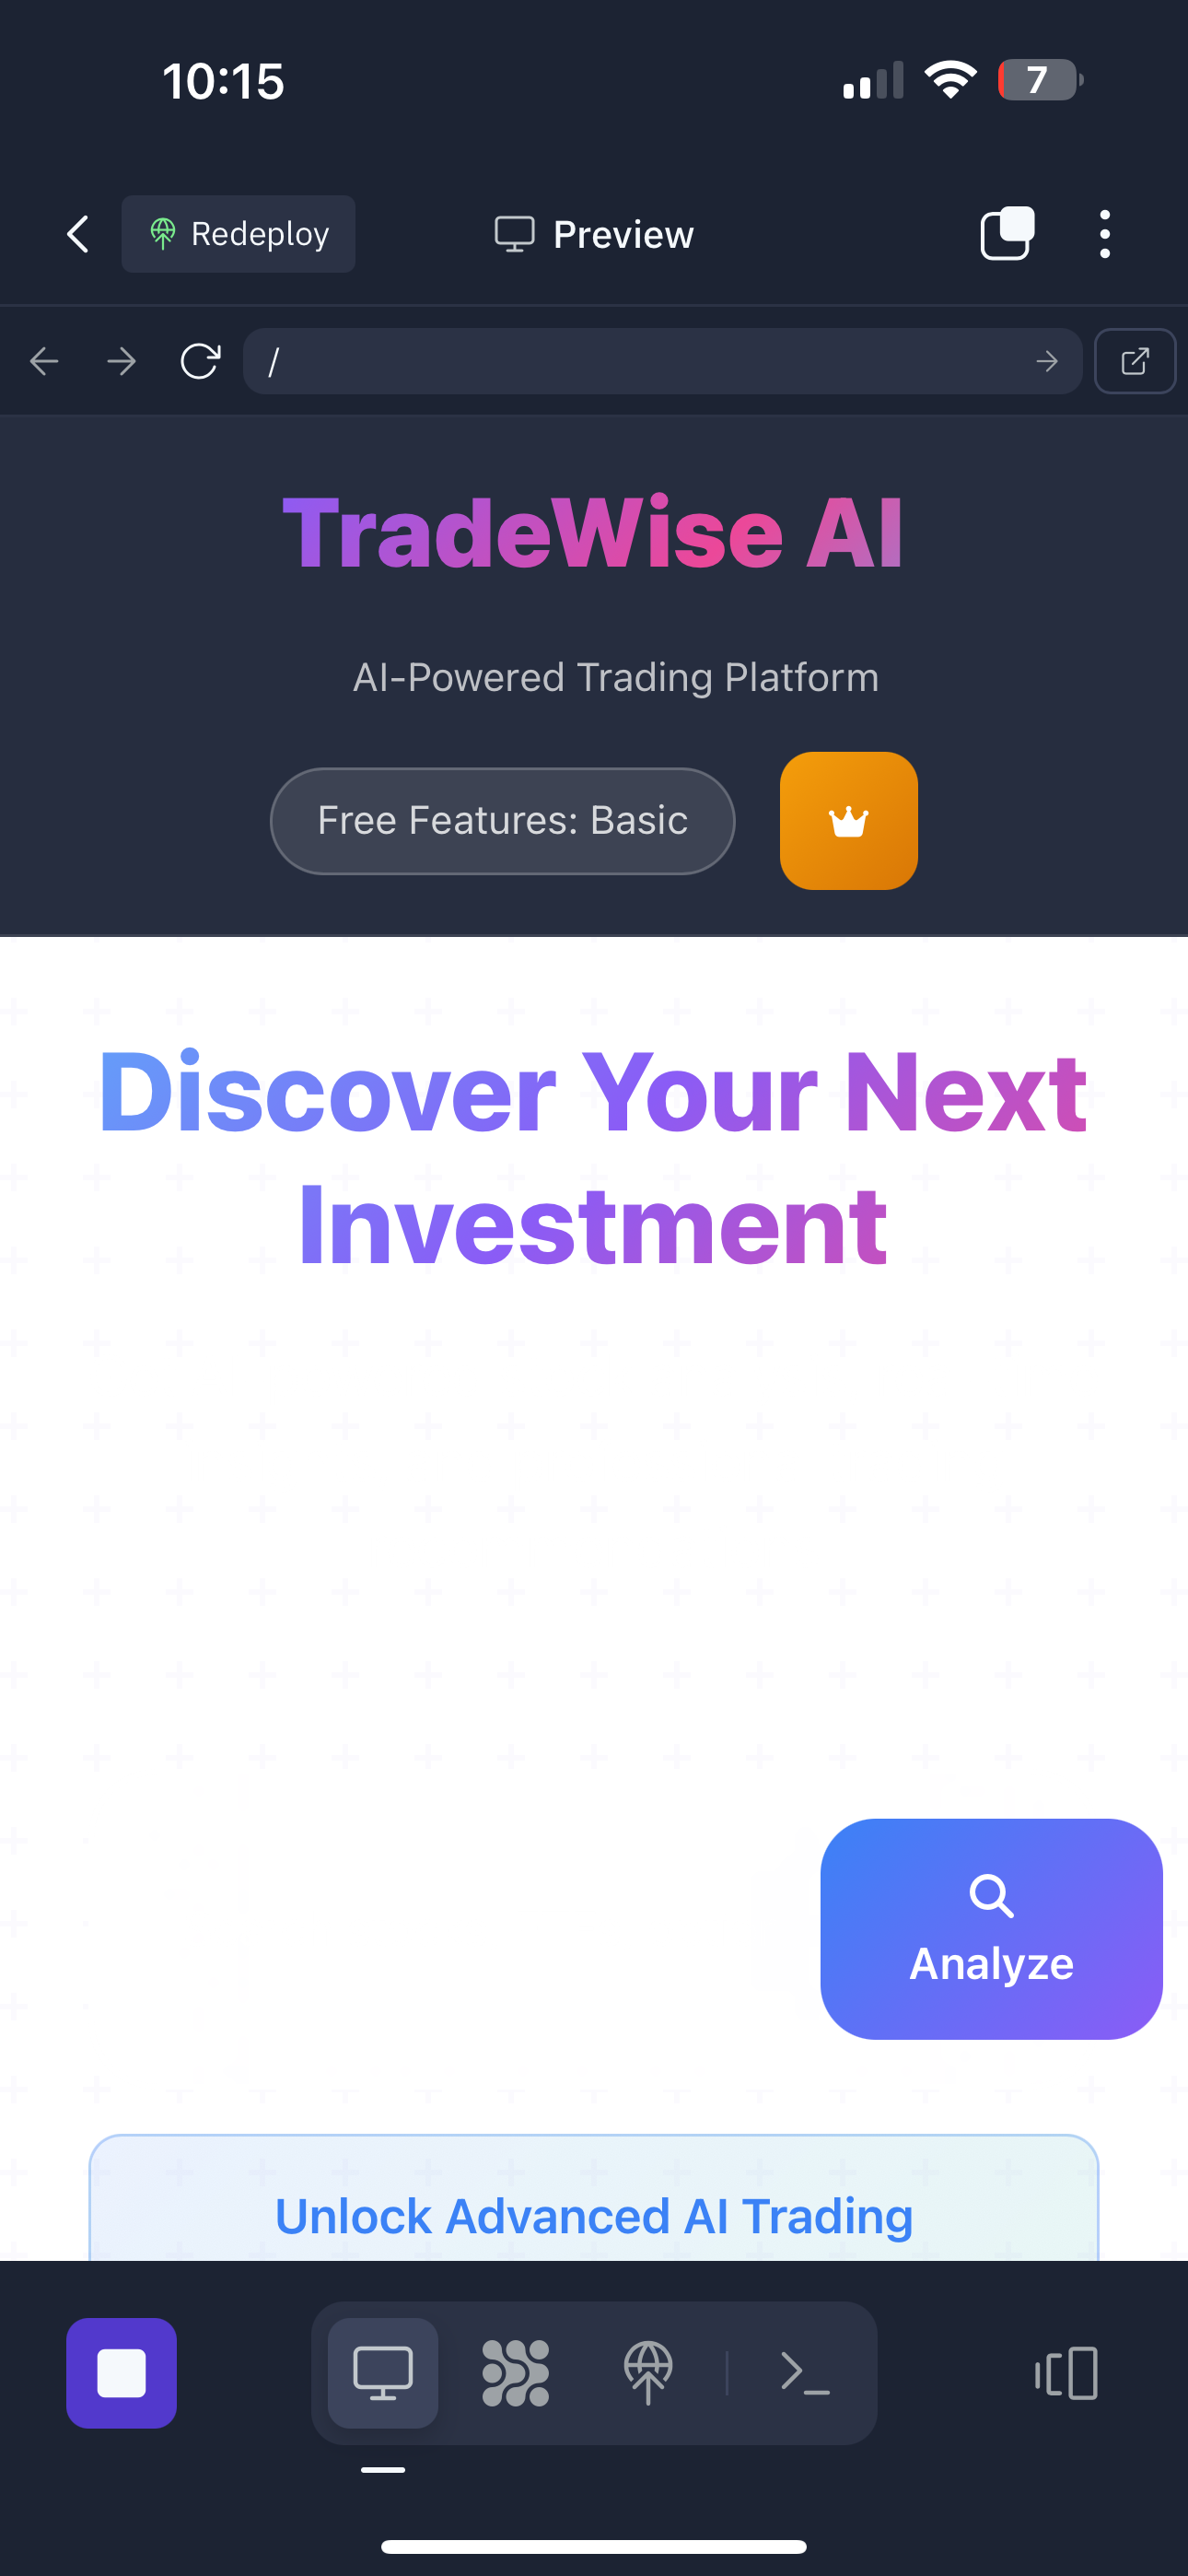 10:15
7
Redeploy
Preview
/
TradeWise AI
AI-Powered Trading Platform
Free Features: Basic
Discover Your Next
Investment
Analyze
Unlock Advanced AI Trading